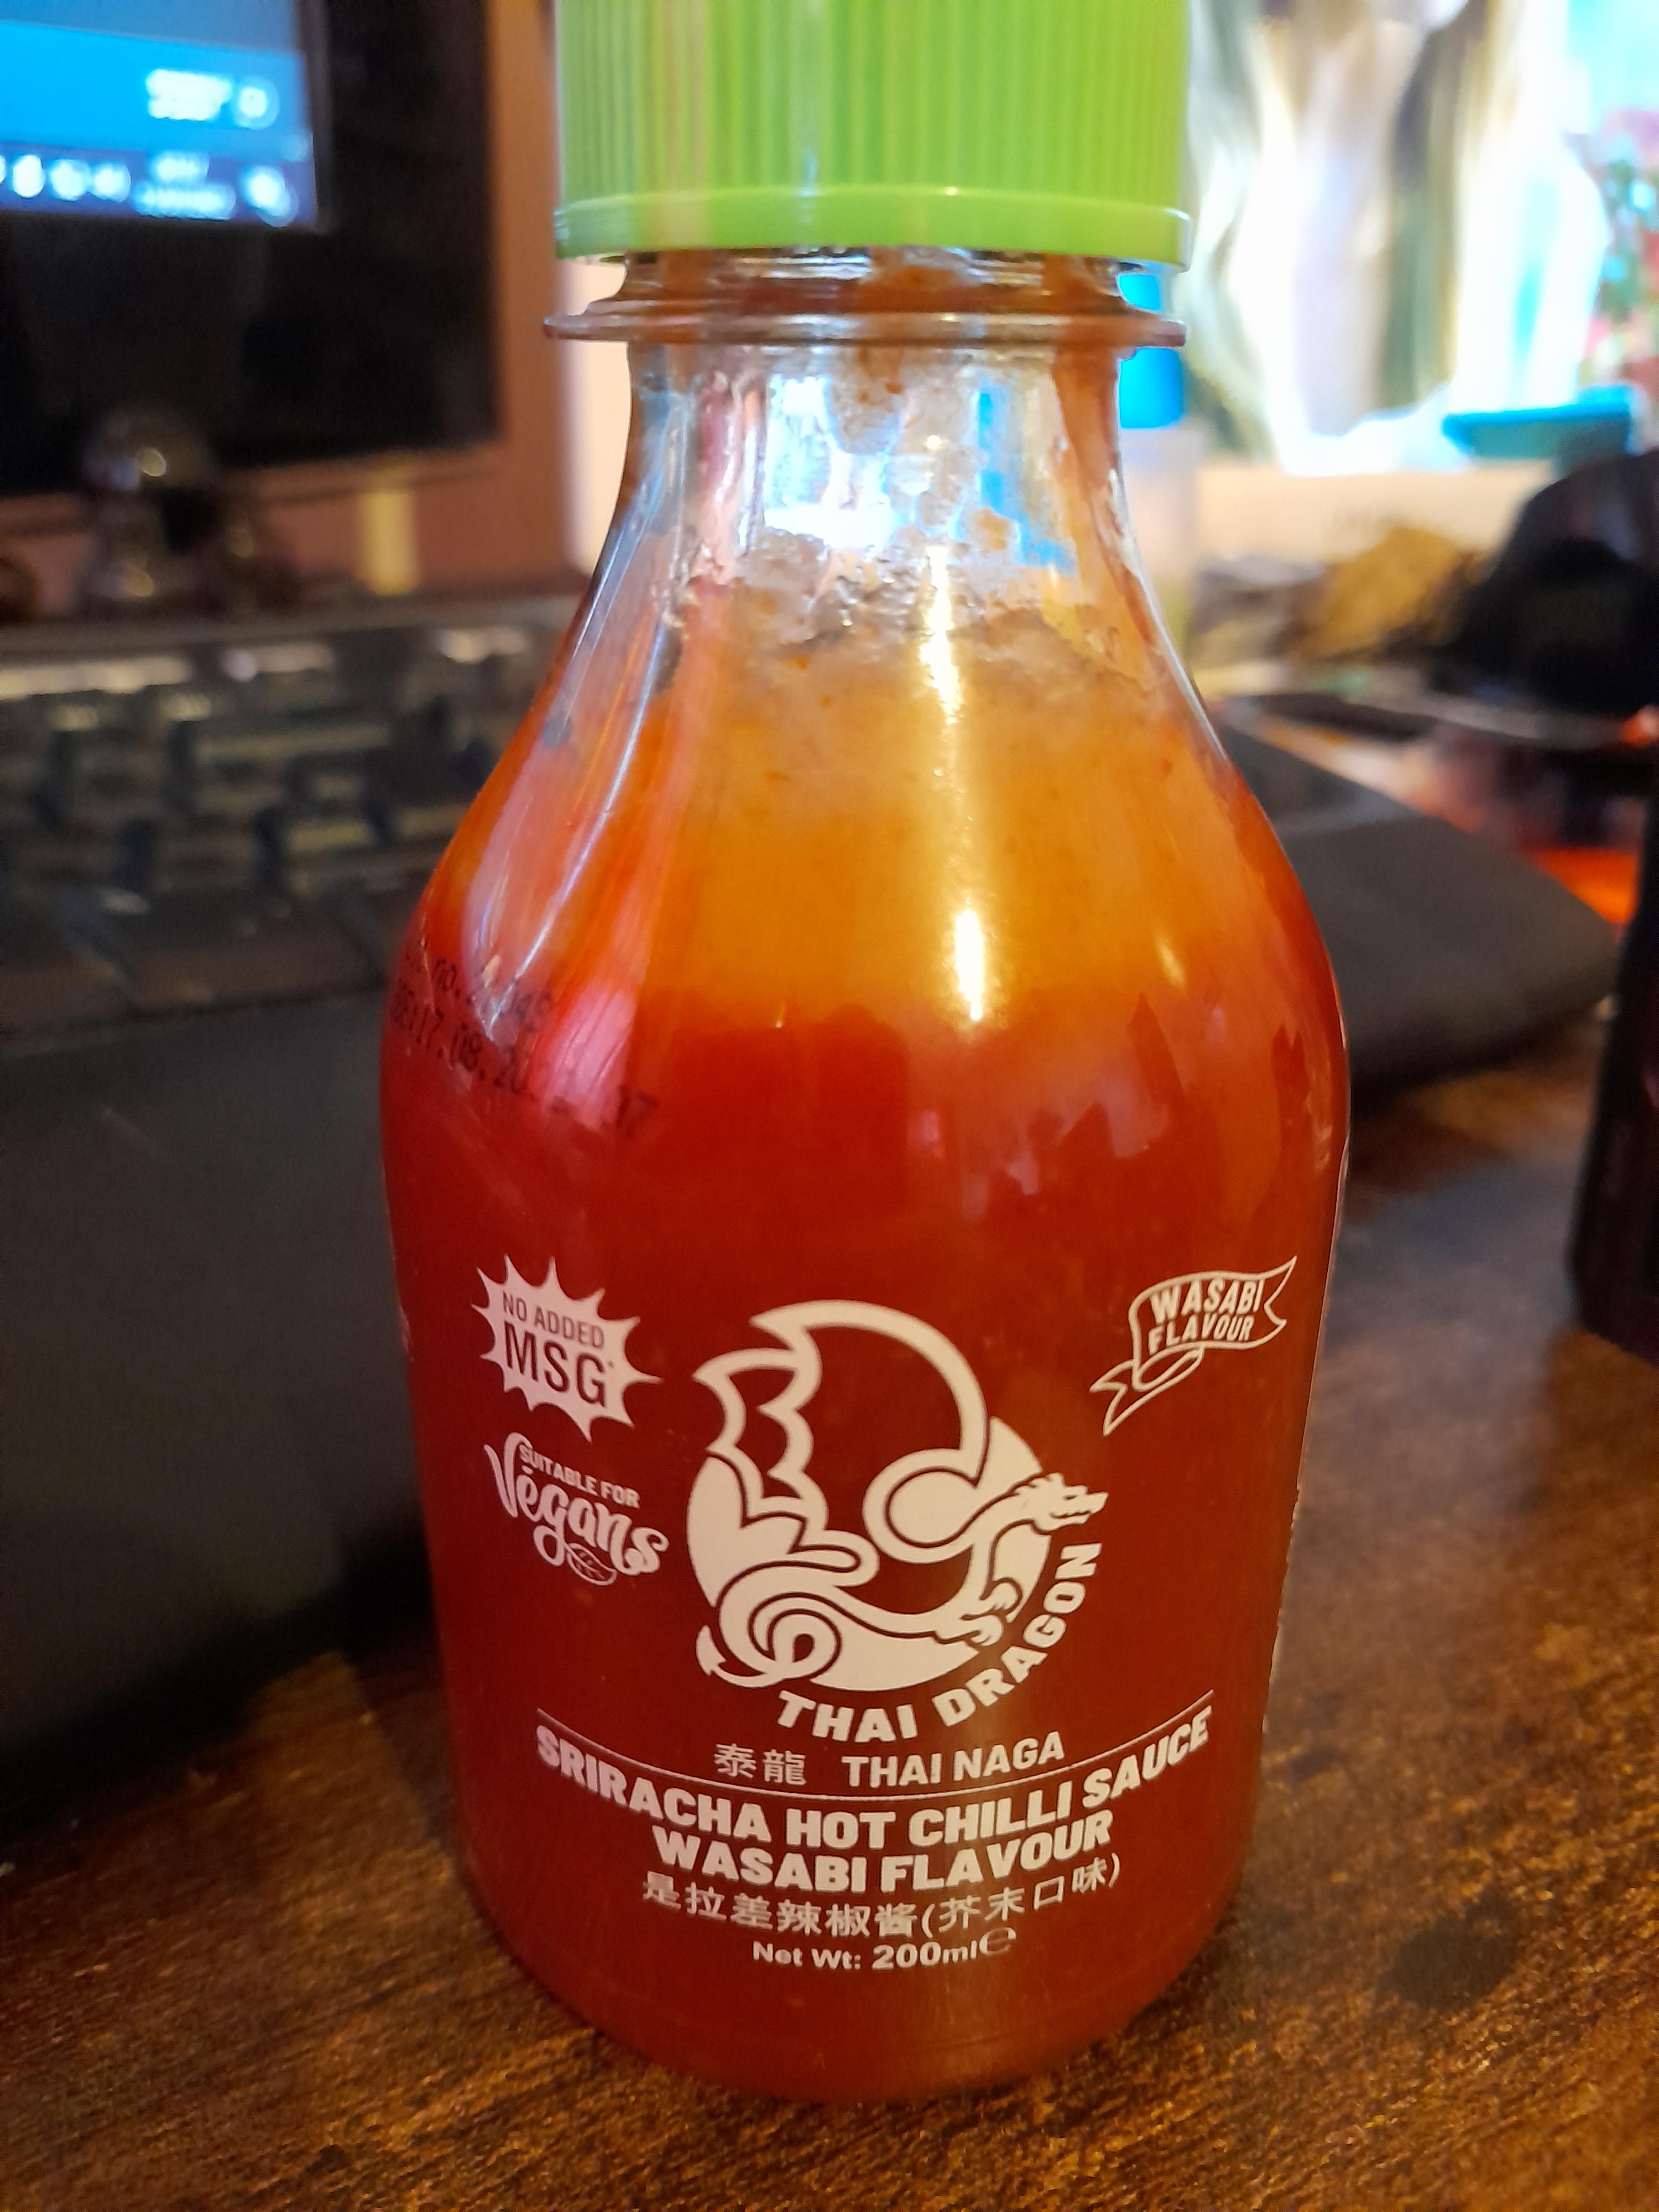 NO ADDED
MSG*
SUITABLE FOR
Vegans
WASABI
FLAVOUR
THAI DRAGON
泰龍 THAI NAGA
SRIRACHA HOT CHILLI SAUCE
WASABI FLAVOUR
是拉差辣椒酱(芥末口味)
Net Wt: 200ml℮